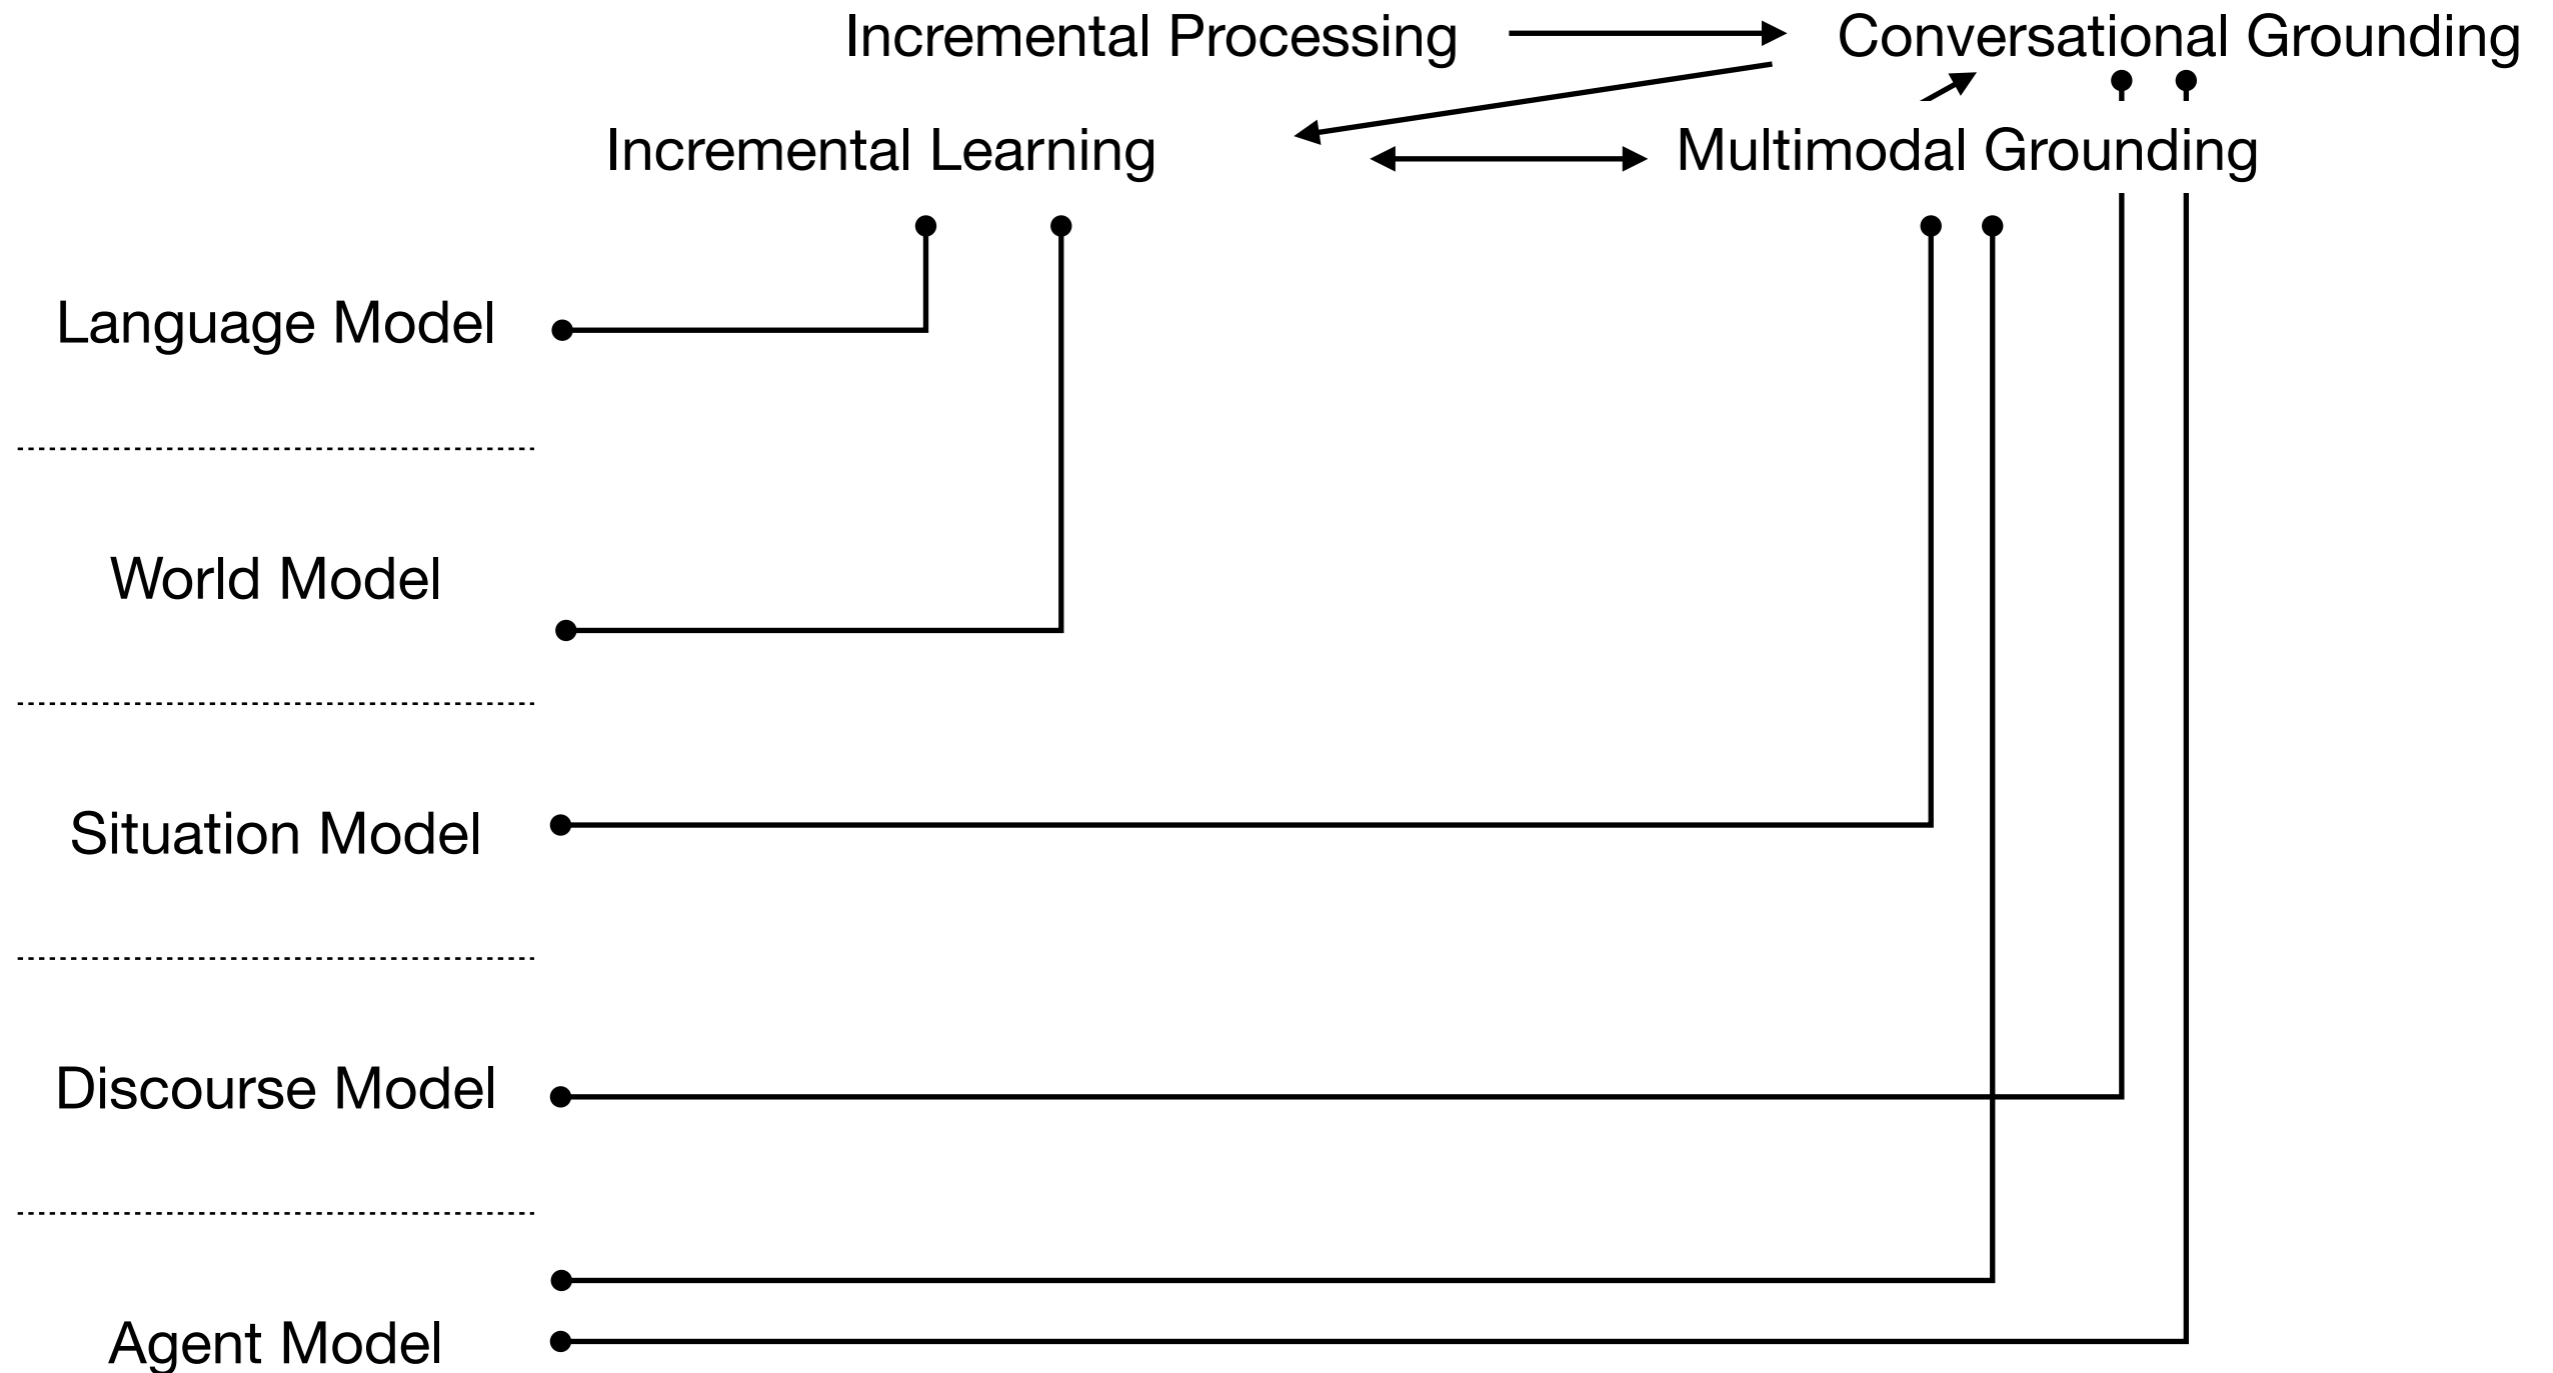 Incremental Processing
Conversational Grounding
Incremental Learning
Multimodal Grounding
Language Model
World Model
Situation Model
Discourse Model
Agent Model